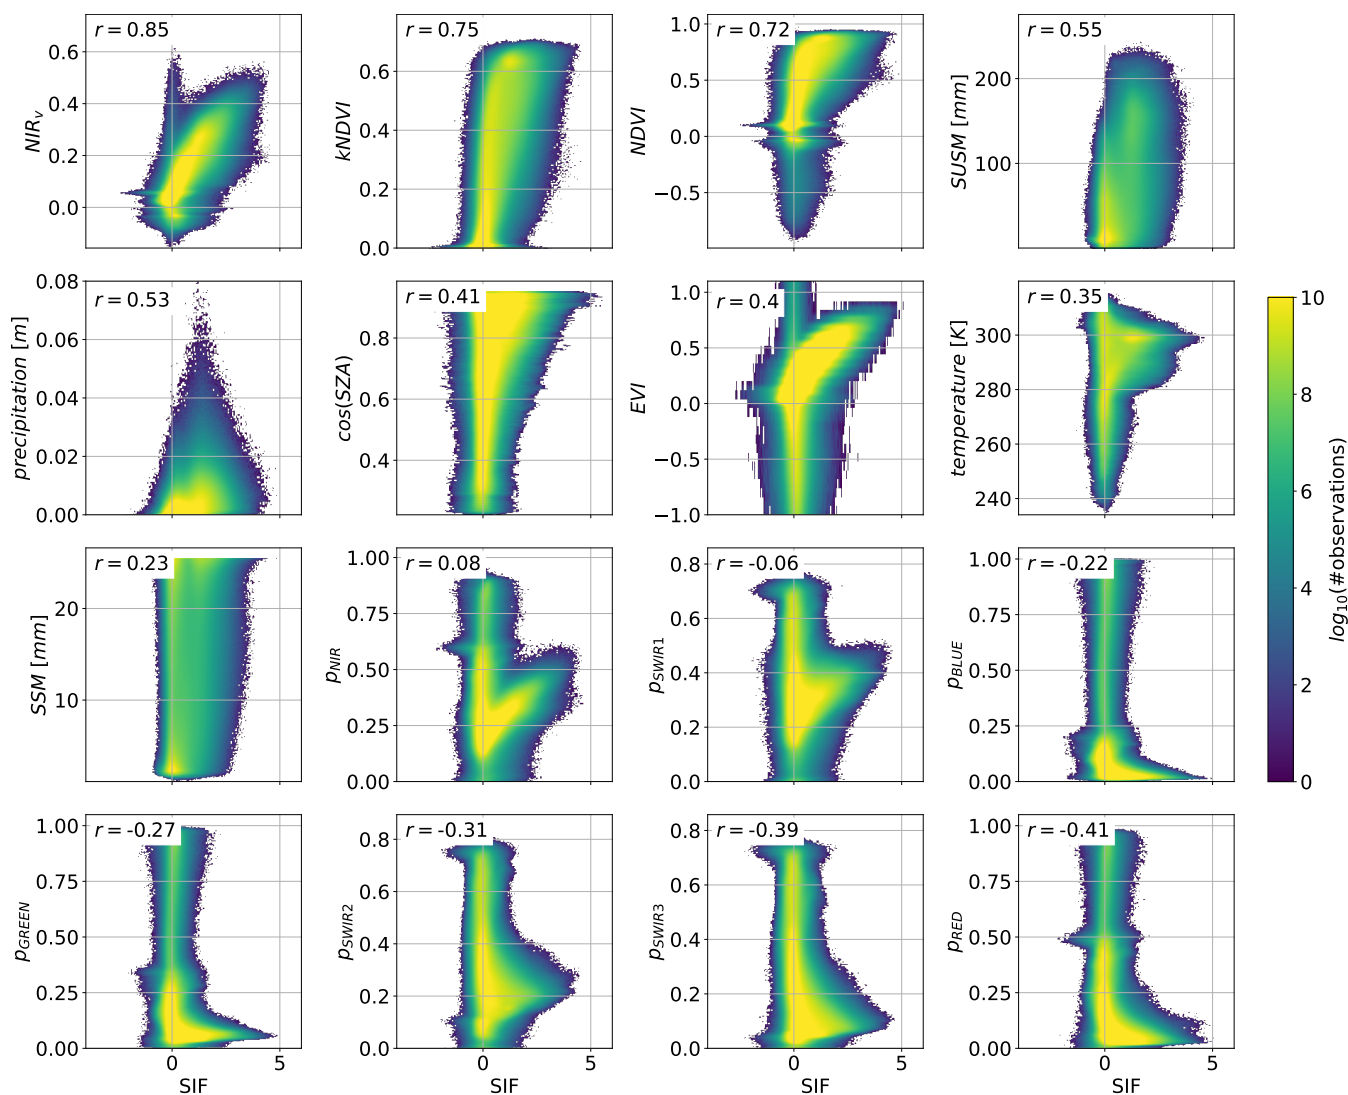 r = 0.85
0.6
0.4
0.2
0.0
NIRv
r = 0.75
0.6
0.4
0.2
0.0
kNDVI
r = 0.72
1.0
0.5
0.0
−0.5
NDVI
r = 0.55
200
100
SUSM [mm]
r = 0.53
0.08
0.06
0.04
0.02
0.00
precipitation [m]
r = 0.41
0.8
0.6
0.4
cos(SZA)
r = 0.4
1.0
0.5
0.0
−0.5
−1.0
EVI
r = 0.35
300
280
260
240
temperature [K]
r = 0.23
20
10
SSM [mm]
r = 0.08
1.00
0.75
0.50
0.25
0.00
pNIR
r = -0.06
0.8
0.6
0.4
0.2
0.0
pSWIR1
r = -0.22
1.00
0.75
0.50
0.25
0.00
pBLUE
r = -0.27
1.00
0.75
0.50
0.25
0.00
pGREEN
0 5
SIF
r = -0.31
0.8
0.6
0.4
0.2
0.0
pSWIR2
0 5
SIF
r = -0.39
0.8
0.6
0.4
0.2
0.0
pSWIR3
0 5
SIF
r = -0.41
1.00
0.75
0.50
0.25
0.00
pRED
0 5
SIF
10
8
6
4
2
0
log10(#observations)